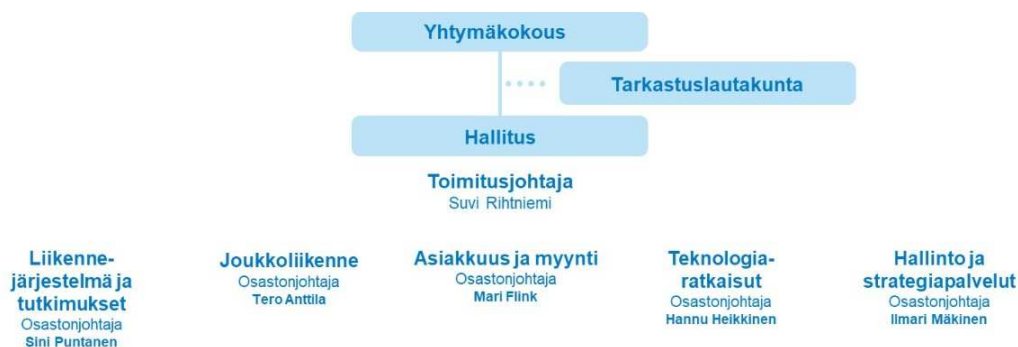 Yhtymäkokous
Tarkastuslautakunta
Hallitus
Toimitusjohtaja
Suvi Rihtniemi
Liikenne-
järjestelmä ja
tutkimukset
Osastonjohtaja
Sini Puntanen
Joukkoliikenne
Osastonjohtaja
Tero Anttila
Asiakkuus ja myynti
Osastonjohtaja
Mari Flink
Teknologia-
ratkaisut
Osastonjohtaja
Hannu Heikkinen
Hallinto ja
strategiapalvelut
Osastonjohtaja
Ilmari Mäkinen